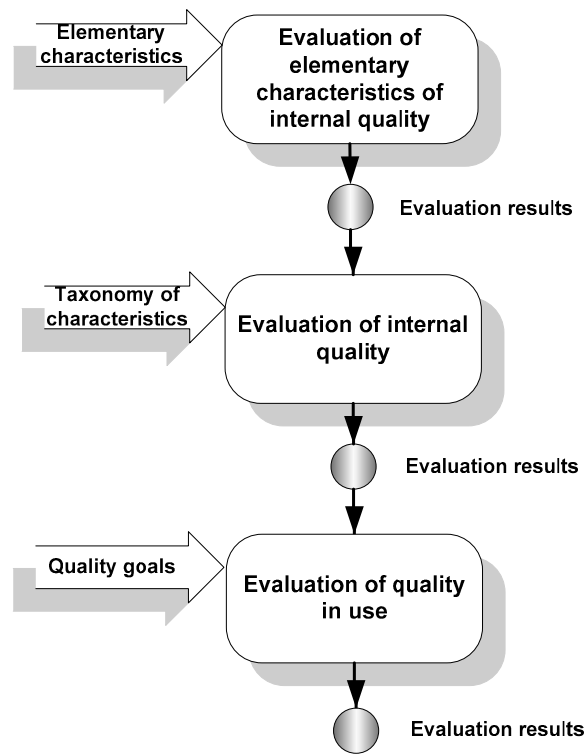 Elementary
characteristics
Evaluation of
elementary
characteristics of
internal quality
Evaluation results
Taxonomy of
characteristics
Evaluation of internal
quality
Evaluation results
Quality goals
Evaluation of quality
in use
Evaluation results